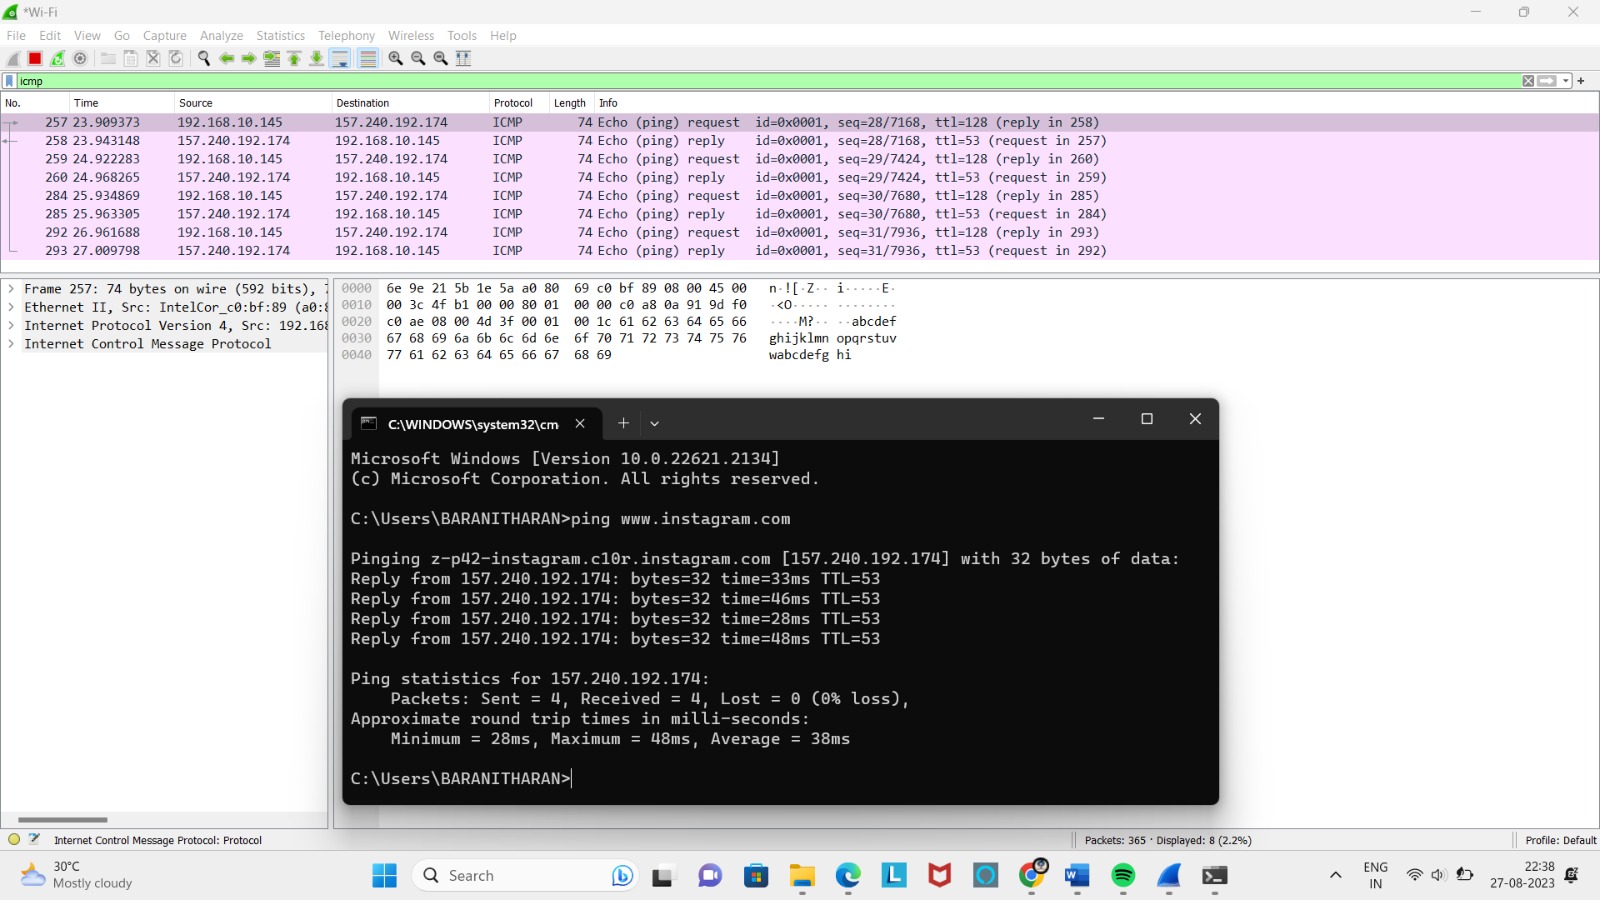 *Wi-Fi
File Edit View Go Capture Analyze Statistics Telephony Wireless Tools Help
icmp
No. Time Source Destination Protocol Length Info
257 23.909373 192.168.10.145 157.240.192.174 ICMP 74 Echo (ping) request id=0x0001, seq=28/7168, ttl=128 (reply in 258)
258 23.943148 157.240.192.174 192.168.10.145 ICMP 74 Echo (ping) reply id=0x0001, seq=28/7168, ttl=53 (request in 257)
259 24.922283 192.168.10.145 157.240.192.174 ICMP 74 Echo (ping) request id=0x0001, seq=29/7424, ttl=128 (reply in 260)
260 24.968265 157.240.192.174 192.168.10.145 ICMP 74 Echo (ping) reply id=0x0001, seq=29/7424, ttl=53 (request in 259)
284 25.934869 192.168.10.145 157.240.192.174 ICMP 74 Echo (ping) request id=0x0001, seq=30/7680, ttl=128 (reply in 285)
285 25.963305 157.240.192.174 192.168.10.145 ICMP 74 Echo (ping) reply id=0x0001, seq=30/7680, ttl=53 (request in 284)
292 26.961688 192.168.10.145 157.240.192.174 ICMP 74 Echo (ping) request id=0x0001, seq=31/7936, ttl=128 (reply in 293)
293 27.009798 157.240.192.174 192.168.10.145 ICMP 74 Echo (ping) reply id=0x0001, seq=31/7936, ttl=53 (request in 292)
Frame 257: 74 bytes on wire (592 bits), 7
Ethernet II, Src: IntelCor_c0:bf:89 (a0:8
Internet Protocol Version 4, Src: 192.168
Internet Control Message Protocol
0000 6e 9e 21 5b 1e 5a a0 80 69 c0 bf 89 08 00 45 00 n·![·Z·· i·····E·
0010 00 3c 4f b1 00 00 80 01 00 00 c0 a8 0a 91 9d f0 ·<O····· ········
0020 c0 ae 08 00 4d 3f 00 01 00 1c 61 62 63 64 65 66 ····M?·· ··abcdef
0030 67 68 69 6a 6b 6c 6d 6e 6f 70 71 72 73 74 75 76 ghijklmn opqrstuv
0040 77 61 62 63 64 65 66 67 68 69 wabcdefg hi
C:\WINDOWS\system32\cm
Microsoft Windows [Version 10.0.22621.2134]
(c) Microsoft Corporation. All rights reserved.
C:\Users\BARANITHARAN>ping www.instagram.com
Pinging z-p42-instagram.c10r.instagram.com [157.240.192.174] with 32 bytes of data:
Reply from 157.240.192.174: bytes=32 time=33ms TTL=53
Reply from 157.240.192.174: bytes=32 time=46ms TTL=53
Reply from 157.240.192.174: bytes=32 time=28ms TTL=53
Reply from 157.240.192.174: bytes=32 time=48ms TTL=53
Ping statistics for 157.240.192.174:
Packets: Sent = 4, Received = 4, Lost = 0 (0% loss),
Approximate round trip times in milli-seconds:
Minimum = 28ms, Maximum = 48ms, Average = 38ms
C:\Users\BARANITHARAN>
Internet Control Message Protocol: Protocol
Packets: 365 · Displayed: 8 (2.2%)
Profile: Default
30°C
Mostly cloudy
Search
L
ENG
IN
22:38
27-08-2023